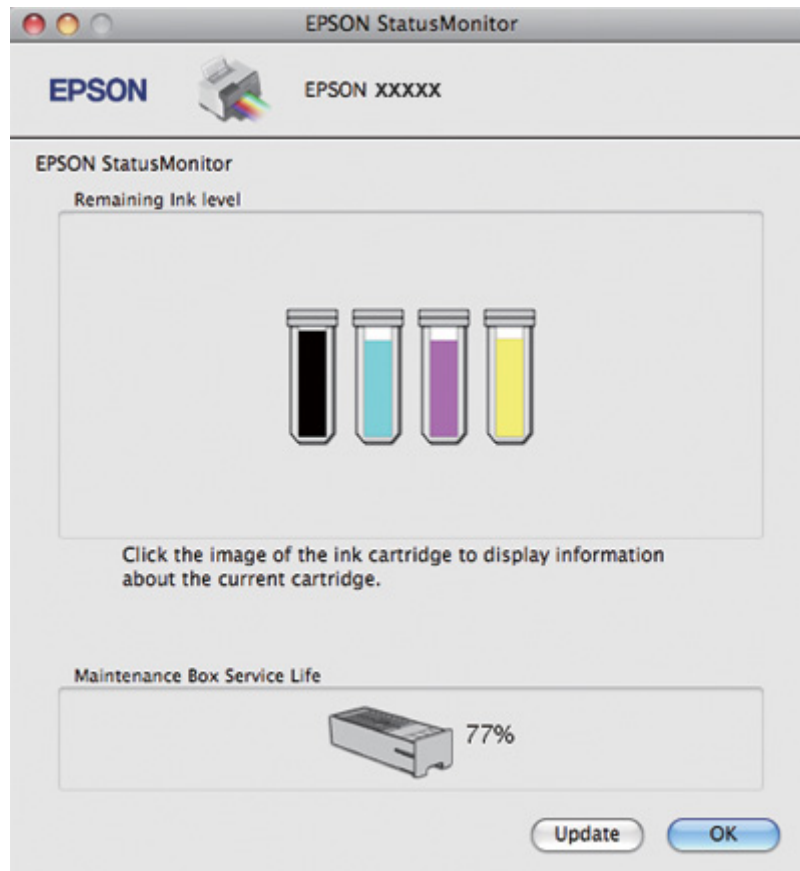 EPSON StatusMonitor
EPSON EPSON XXXXX
EPSON StatusMonitor
Remaining Ink level
Click the image of the ink cartridge to display information
about the current cartridge.
Maintenance Box Service Life
77%
Update OK